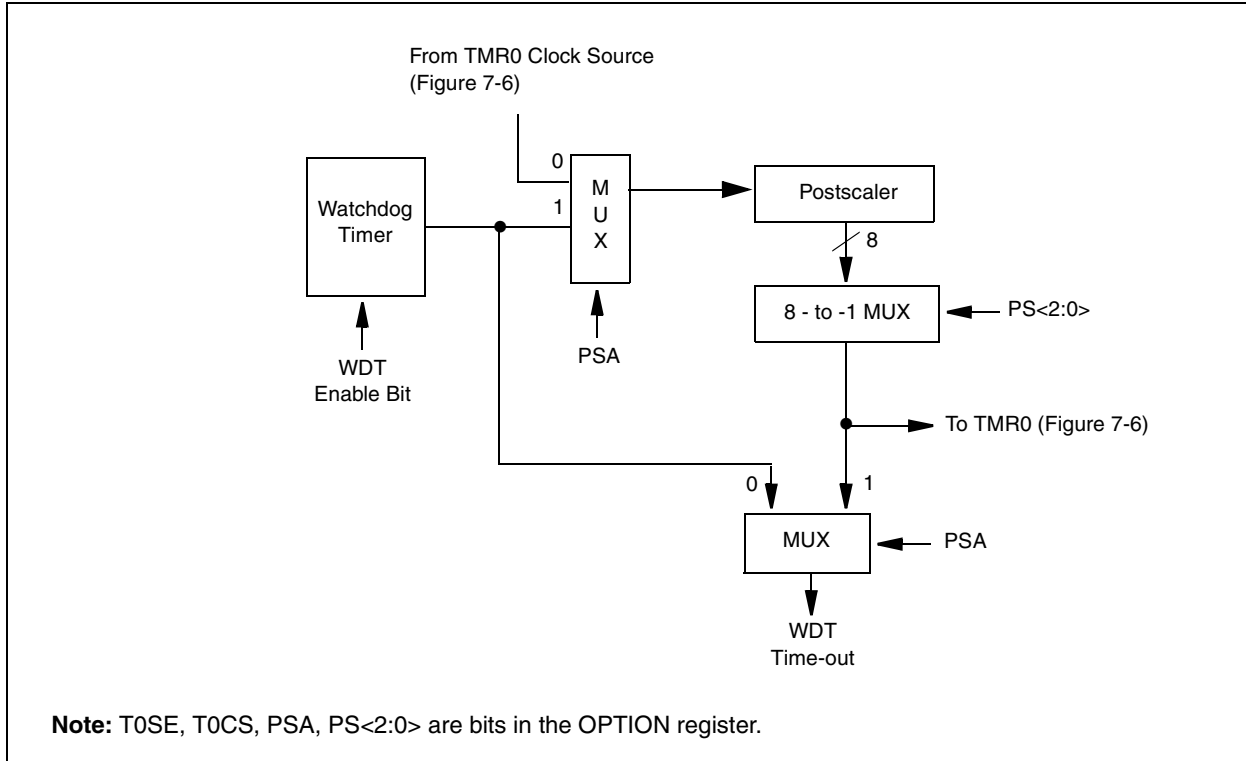 From TMR0 Clock Source
(Figure 7-6)
0
M
U
X
1
Watchdog
Timer
Postscaler
8
WDT
Enable Bit
PSA
8 - to -1 MUX
PS<2:0>
To TMR0 (Figure 7-6)
0
1
MUX
PSA
WDT
Time-out
Note: T0SE, T0CS, PSA, PS<2:0> are bits in the OPTION register.